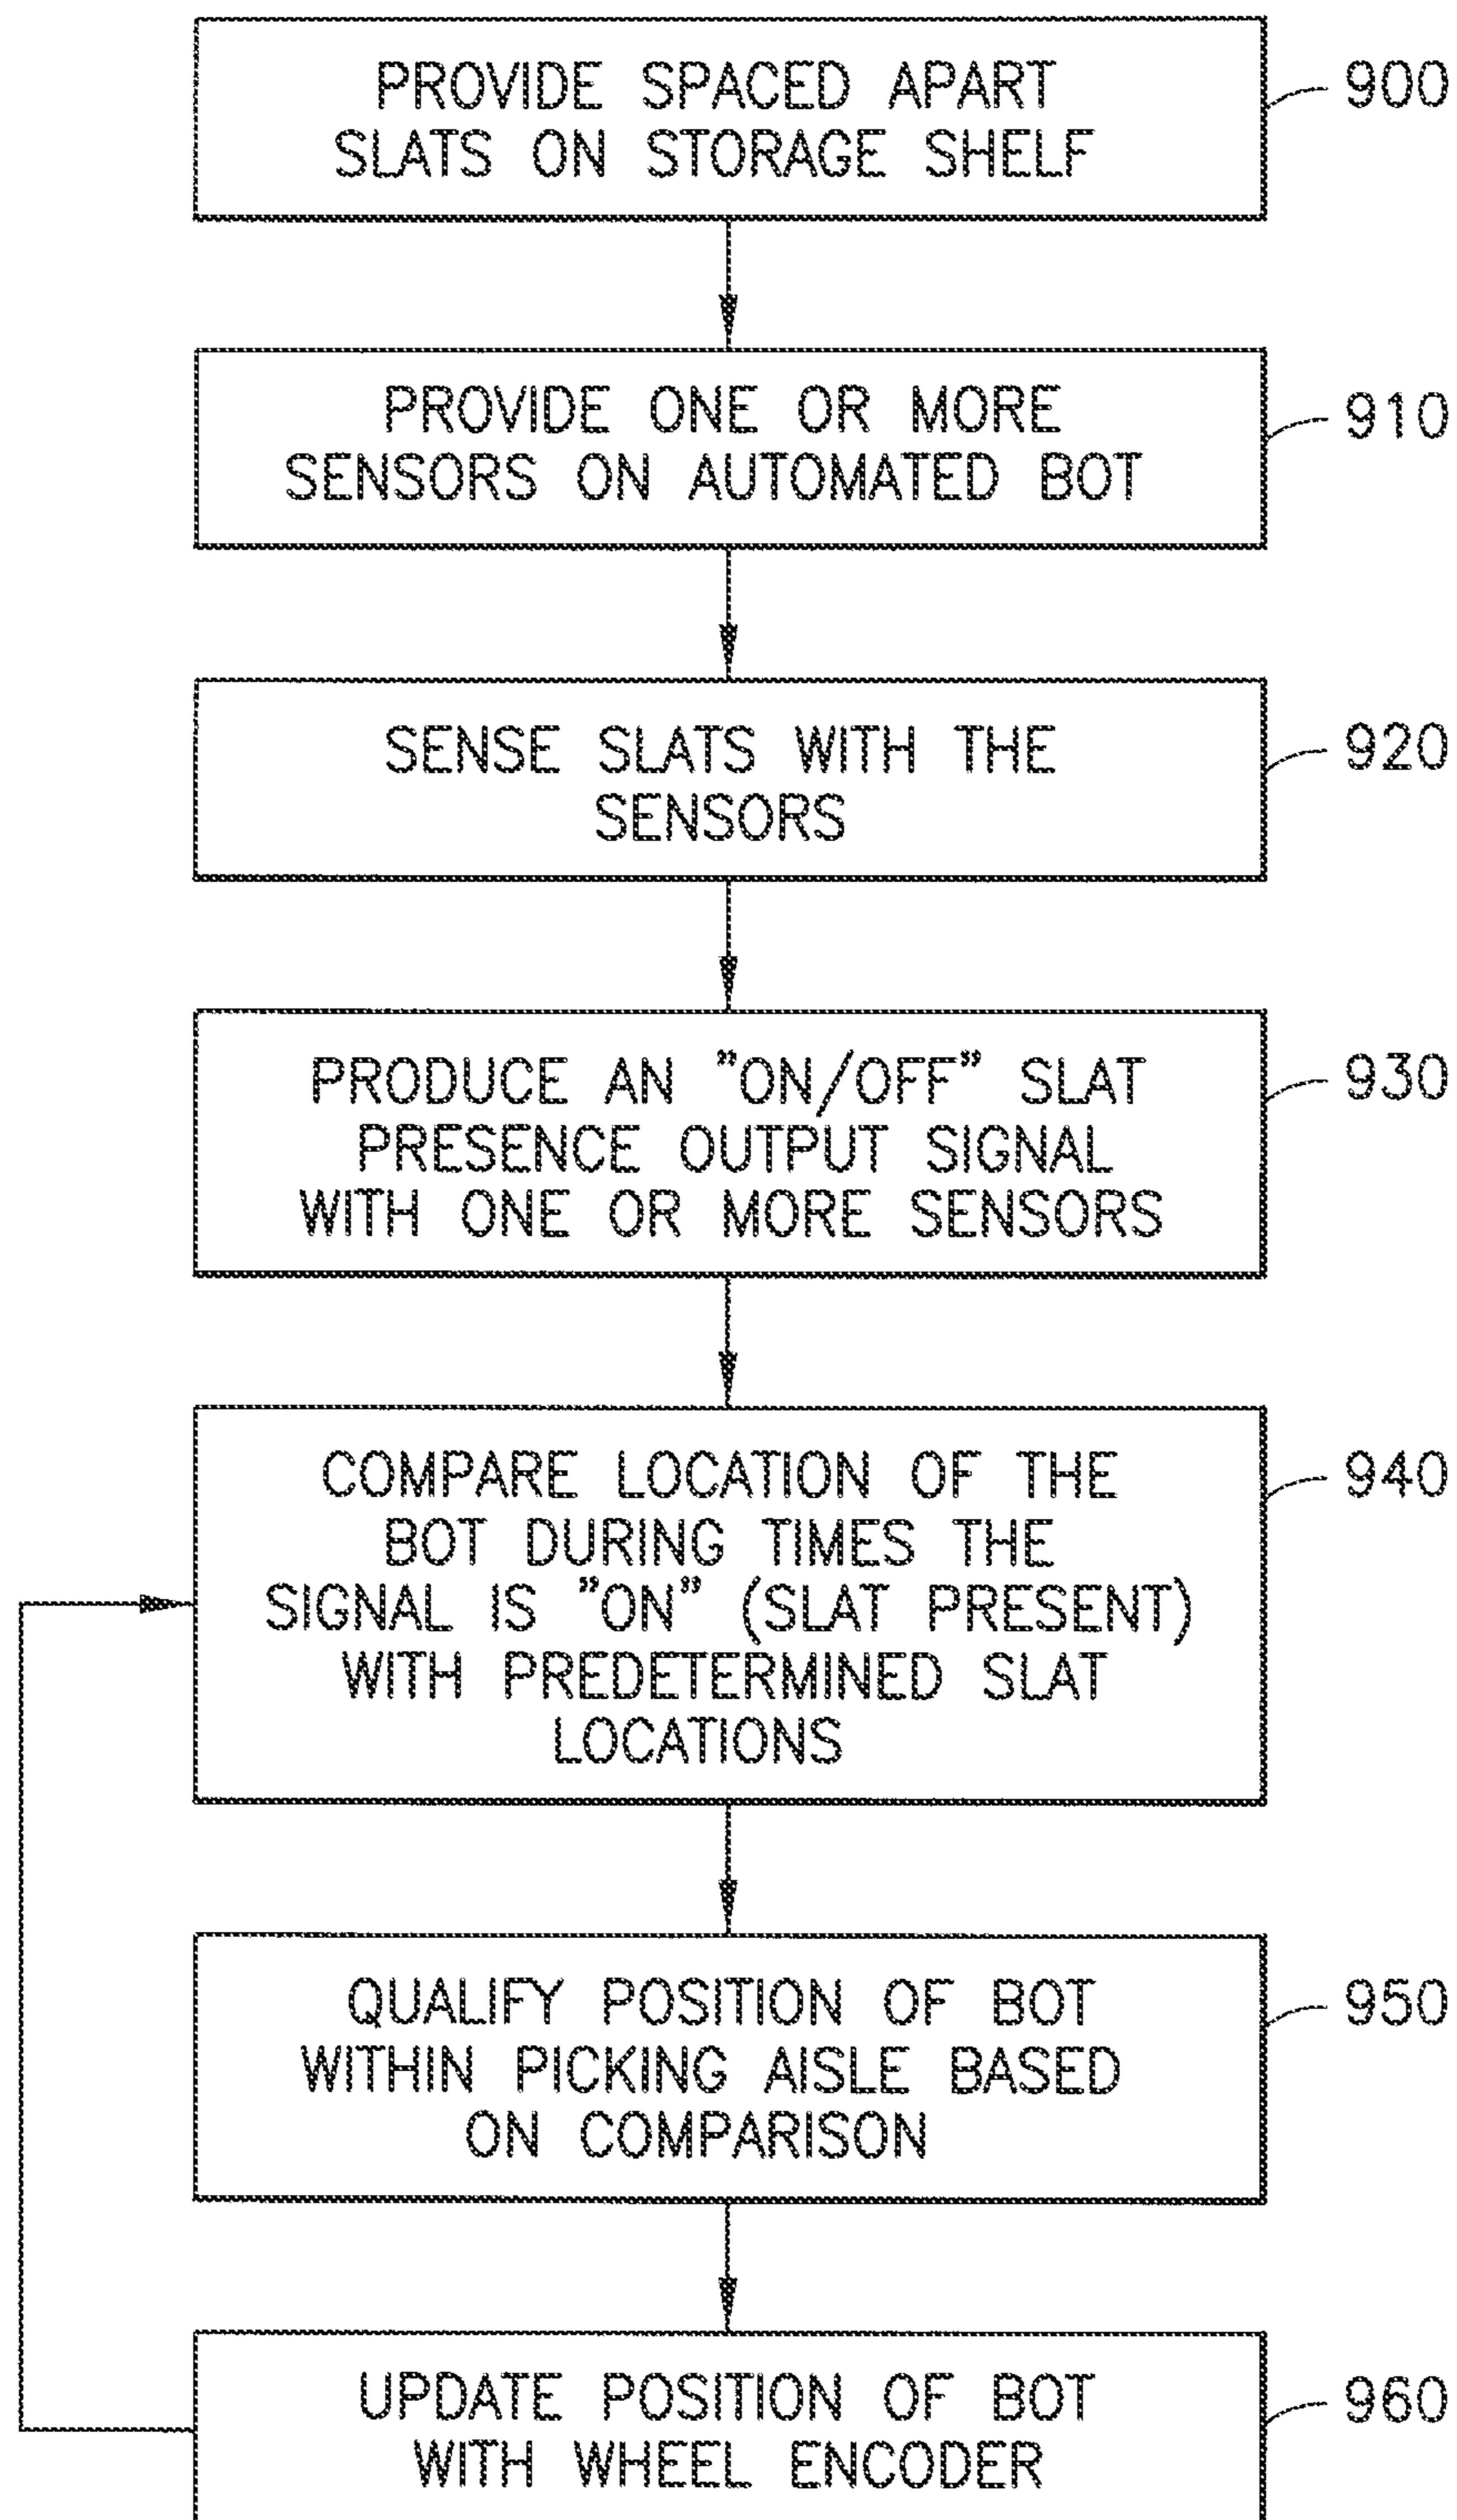 PROVIDE SPACED APART
SLATS ON STORAGE SHELF
900
PROVIDE ONE OR MORE
SENSORS ON AUTOMATED BOT
910
SENSE SLATS WITH THE
SENSORS
920
PRODUCE AN "ON/OFF" SLAT
PRESENCE OUTPUT SIGNAL
WITH ONE OR MORE SENSORS
930
COMPARE LOCATION OF THE
BOT DURING TIMES THE
SIGNAL IS "ON" (SLAT PRESENT)
WITH PREDETERMINED SLAT
LOCATIONS
940
QUALIFY POSITION OF BOT
WITHIN PICKING AISLE BASED
ON COMPARISON
950
UPDATE POSITION OF BOT
WITH WHEEL ENCODER
960